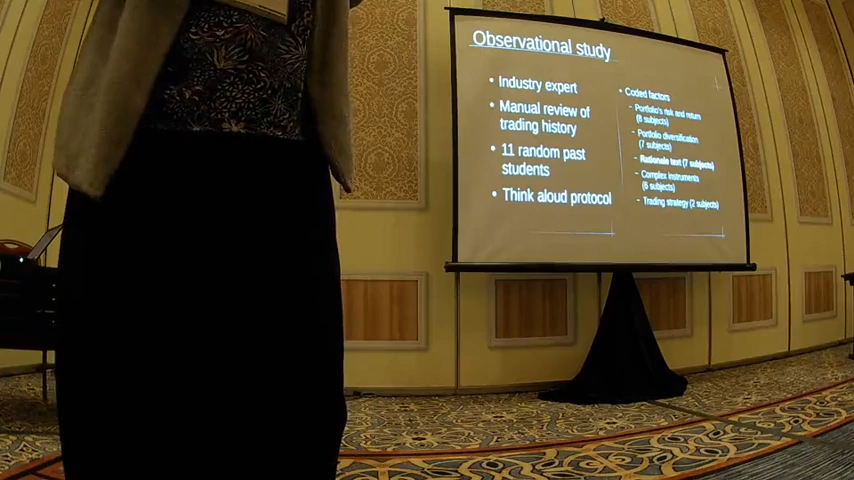 Observational study
• Industry expert
• Manual review of
trading history
• 11 random past
students
• Think aloud protocol
• Coded factors
– Portfolio's risk and return
(8 subjects)
– Portfolio diversification
(7 subjects)
– Rationale text (7 subjects)
– Complex instruments
(6 subjects)
– Trading strategy (2 subjects)